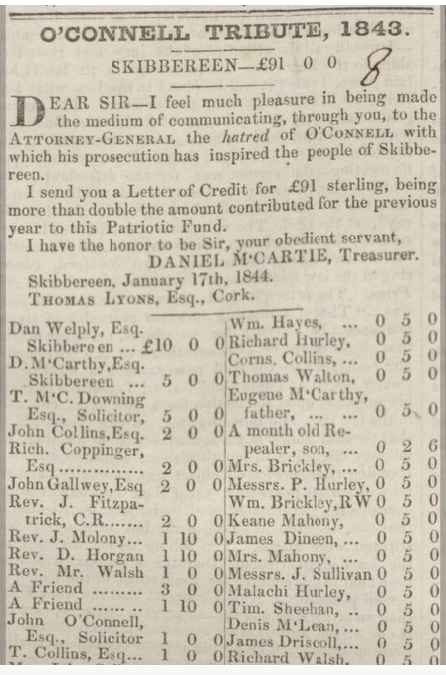 O'CONNELL TRIBUTE, 1843.
SKIBBEREEN—£91 0 0
8
DEAR SIR—I feel much pleasure in being made
the medium of communicating, through you, to the
ATTORNEY-GENERAL the hatred of O'CONNELL with
which his prosecution has inspired the people of Skibbe-
reen.
I send you a Letter of Credit for £91 sterling, being
more than double the amount contributed for the previous
year to this Patriotic Fund.
I have the honor to be Sir, your obedient servant,
DANIEL M'CARTIE, Treasurer.
Skibbereen, January 17th, 1844.
THOMAS LYONS, Esq., Cork.
Dan Welply, Esq.
Skibbereen ... £10 0 0
D. M'Carthy, Esq.
Skibbereen ... 5 0 0
T. M'C. Downing
Esq., Solicitor, 5 0 0
John Collins, Esq. 2 0 0
Rich. Coppinger,
Esq .............. 2 0 0
John Gallwey, Esq 2 0 0
Rev. J. Fitzpa-
trick, C.R....... 2 0 0
Rev. J. Molony... 1 10 0
Rev. D. Horgan 1 10 0
Rev. Mr. Walsh 1 0 0
A Friend ......... 3 0 0
A Friend ........ 1 10 0
John O'Connell,
Esq., Solicitor 1 0 0
T. Collins, Esq... 1 0 0
Wm. Hayes, ... 0 5 0
Richard Hurley, 0 5 0
Corns. Collins, ... 0 5 0
Thomas Walton, 0 5 0
Eugene M'Carthy,
father, ... ... 0 5 0
A month old Re-
pealer, son, ... 0 2 6
Mrs. Brickley, ... 0 5 0
Messrs. P. Hurley, 0 5 0
Wm. Brickley, R W 0 5 0
Keane Mahony, 0 5 0
James Dineen, ... 0 5 0
Mrs. Mahony, ... 0 5 0
Messrs. J. Sullivan 0 5 0
Malachi Hurley, 0 5 0
Tim. Sheehan, .. 0 5 0
Denis M'Lean, ... 0 5 0
James Driscoll, ... 0 5 0
Richard Walsh, 0 5 0